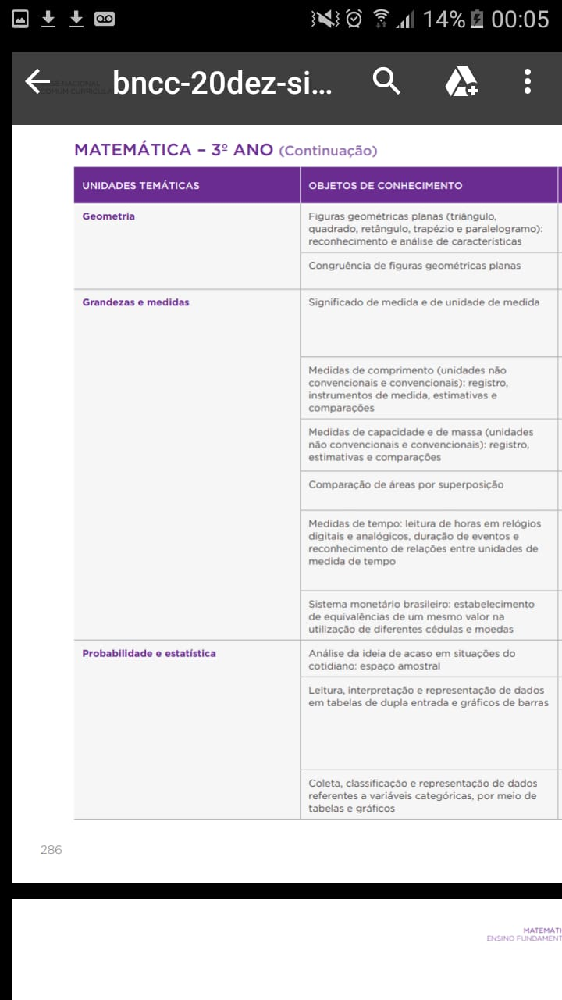 14% 00:05
BASE NACIONAL
COMUM CURRICULA
bncc-20dez-si...
MATEMÁTICA – 3º ANO (Continuação)
UNIDADES TEMÁTICAS
OBJETOS DE CONHECIMENTO
Geometria
Figuras geométricas planas (triângulo,
quadrado, retângulo, trapézio e paralelogramo):
reconhecimento e análise de características
Congruência de figuras geométricas planas
Grandezas e medidas
Significado de medida e de unidade de medida
Medidas de comprimento (unidades não
convencionais e convencionais): registro,
instrumentos de medida, estimativas e
comparações
Medidas de capacidade e de massa (unidades
não convencionais e convencionais): registro,
estimativas e comparações
Comparação de áreas por superposição
Medidas de tempo: leitura de horas em relógios
digitais e analógicos, duração de eventos e
reconhecimento de relações entre unidades de
medida de tempo
Sistema monetário brasileiro: estabelecimento
de equivalências de um mesmo valor na
utilização de diferentes cédulas e moedas
Probabilidade e estatística
Análise da ideia de acaso em situações do
cotidiano: espaço amostral
Leitura, interpretação e representação de dados
em tabelas de dupla entrada e gráficos de barras
Coleta, classificação e representação de dados
referentes a variáveis categóricas, por meio de
tabelas e gráficos
286
MATEMÁTI
ENSINO FUNDAMENT